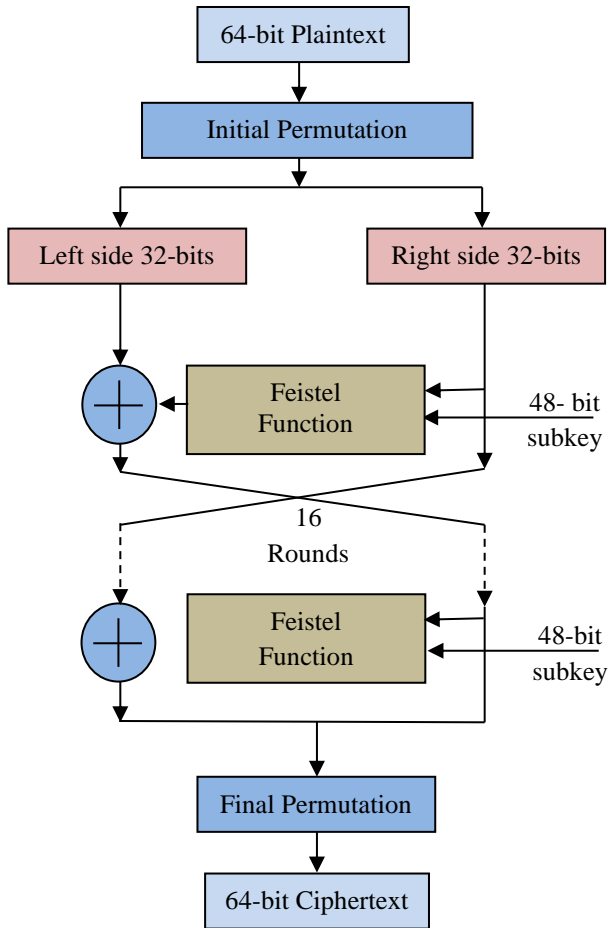 64-bit Plaintext
Initial Permutation
Left side 32-bits
Right side 32-bits
Feistel
Function
48- bit
subkey
16
Rounds
Feistel
Function
48-bit
subkey
Final Permutation
64-bit Ciphertext